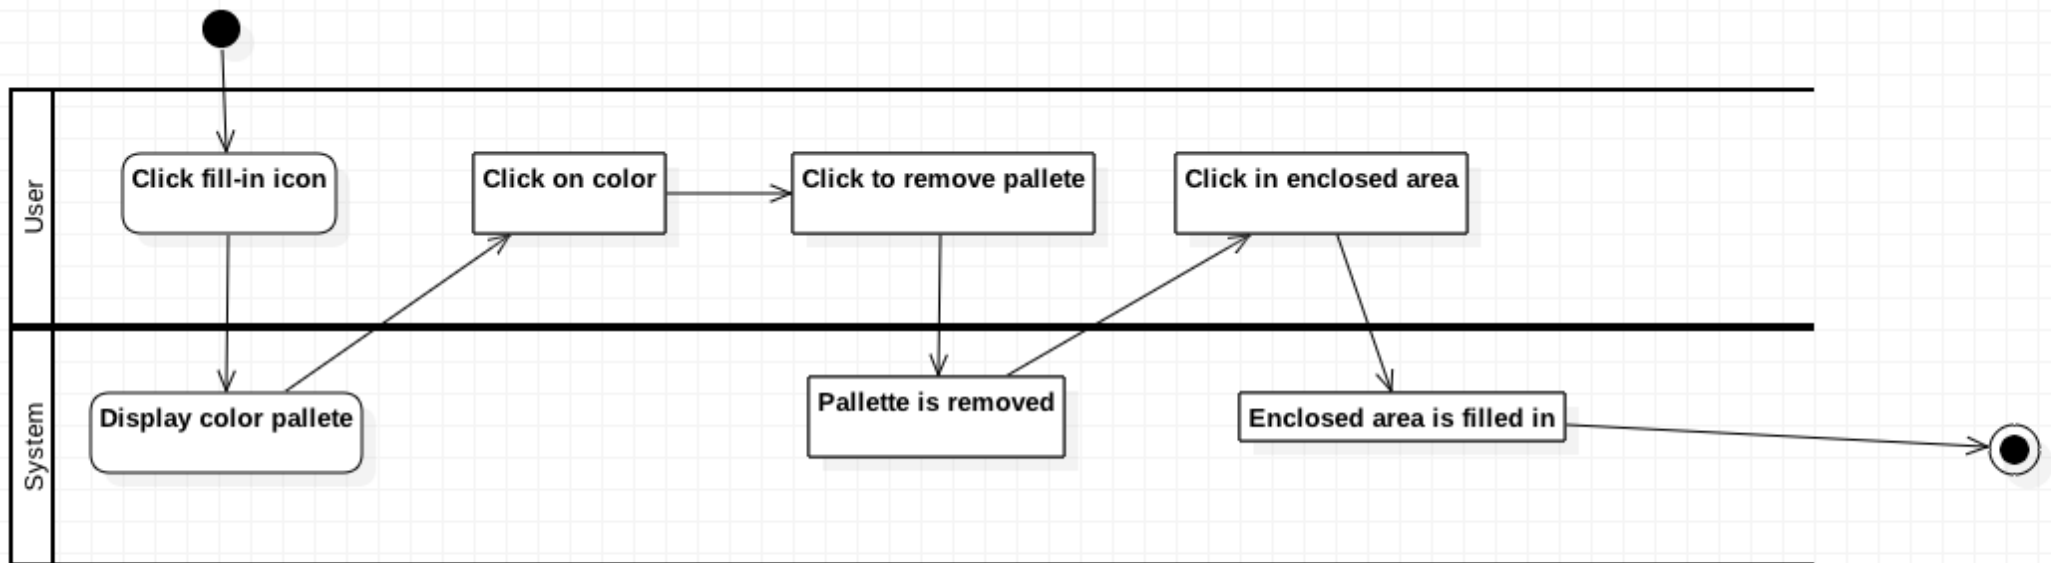 User
Click fill-in icon
Click on color
Click to remove pallete
Click in enclosed area
System
Display color pallete
Pallette is removed
Enclosed area is filled in